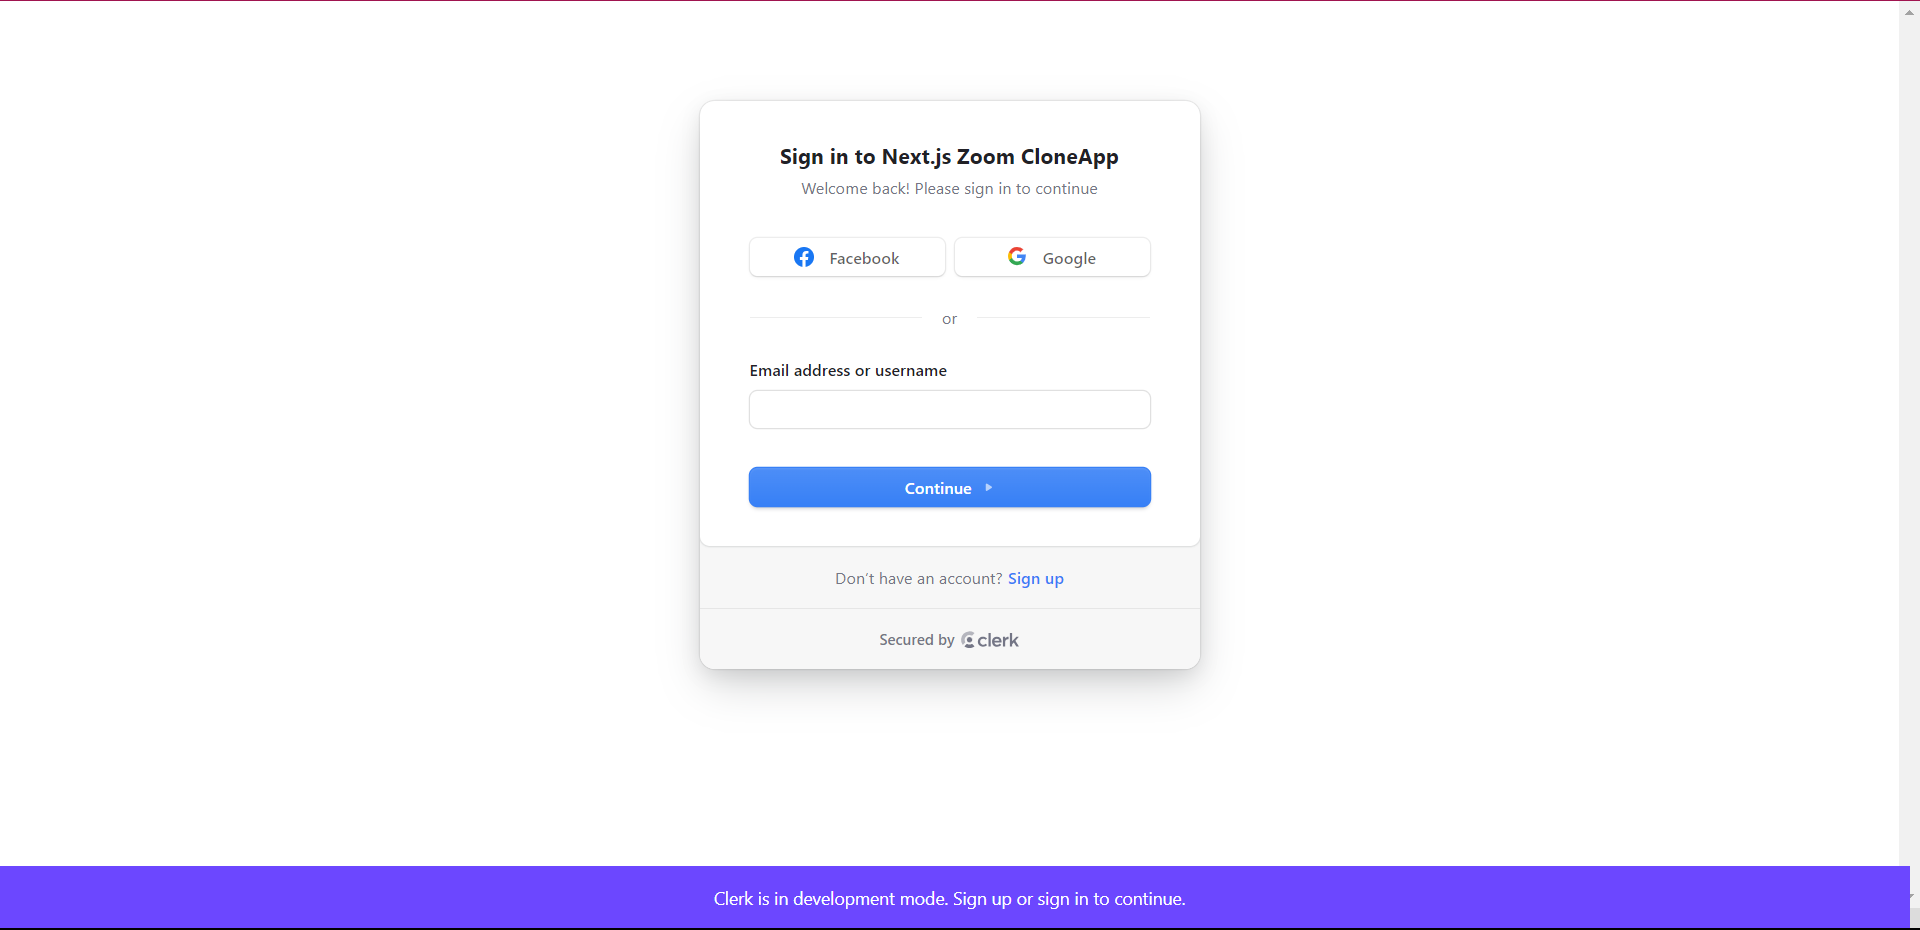 Sign in to Next.js Zoom CloneApp
Welcome back! Please sign in to continue
Facebook
Google
or
Email address or username
Continue
Don't have an account? Sign up
Secured by clerk
Clerk is in development mode. Sign up or sign in to continue.